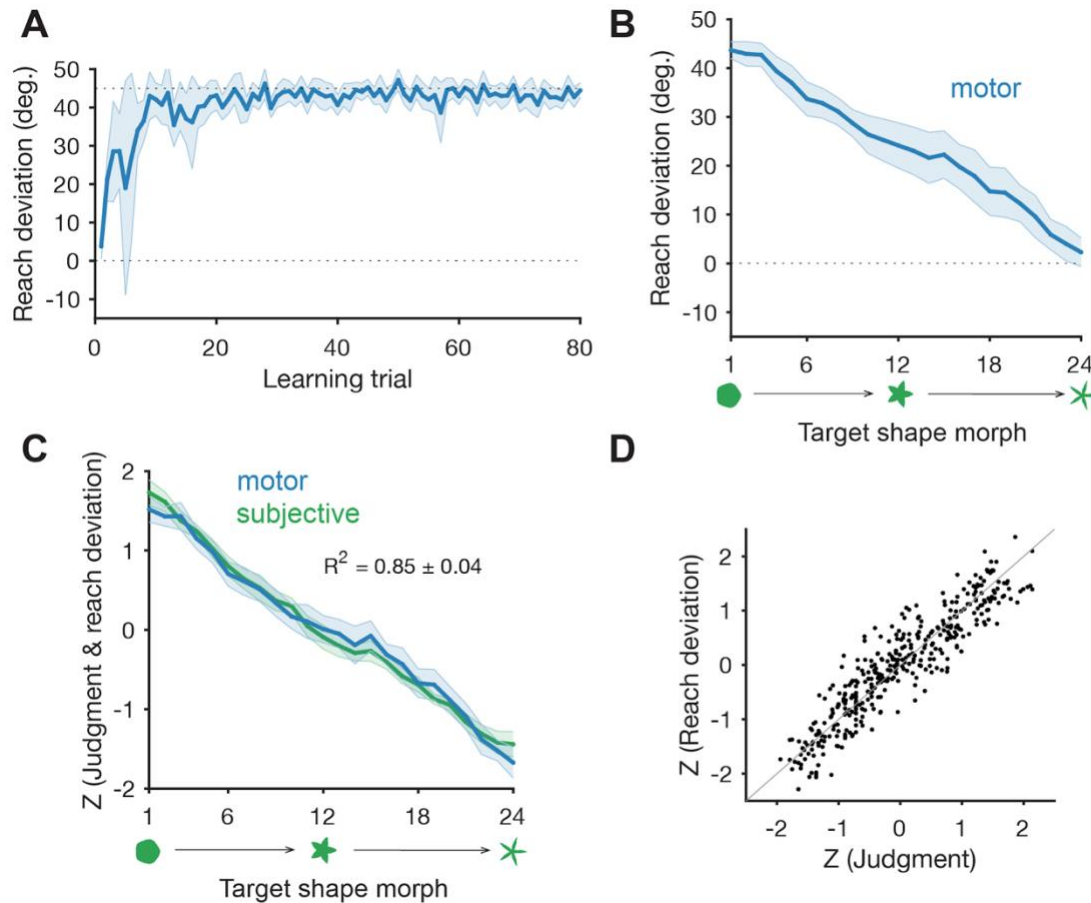 A
Reach deviation (deg.)
50
40
30
20
10
0
-10
0
20
40
60
80
Learning trial
B
Reach deviation (deg.)
50
40
30
20
10
0
-10
motor
1
6
12
18
24
Target shape morph
C
Z (Judgment & reach deviation)
2
1
0
-1
-2
motor
subjective
R² = 0.85 ± 0.04
1
6
12
18
24
Target shape morph
D
Z (Reach deviation)
2
1
0
-1
-2
-2
-1
0
1
2
Z (Judgment)